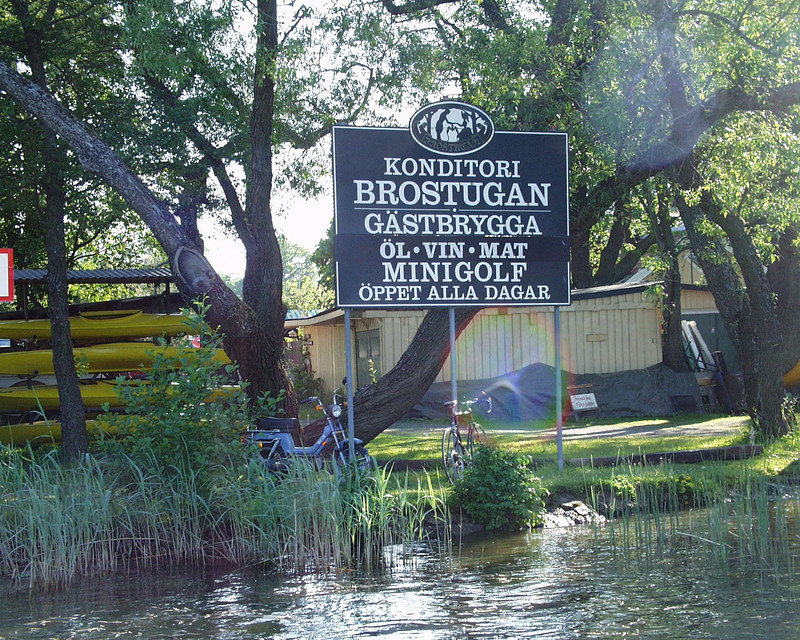 KONDITORI
BROSTUGAN
GÄSTBRYGGA
ÖL·VIN·MAT
MINIGOLF
ÖPPET ALLA DAGAR